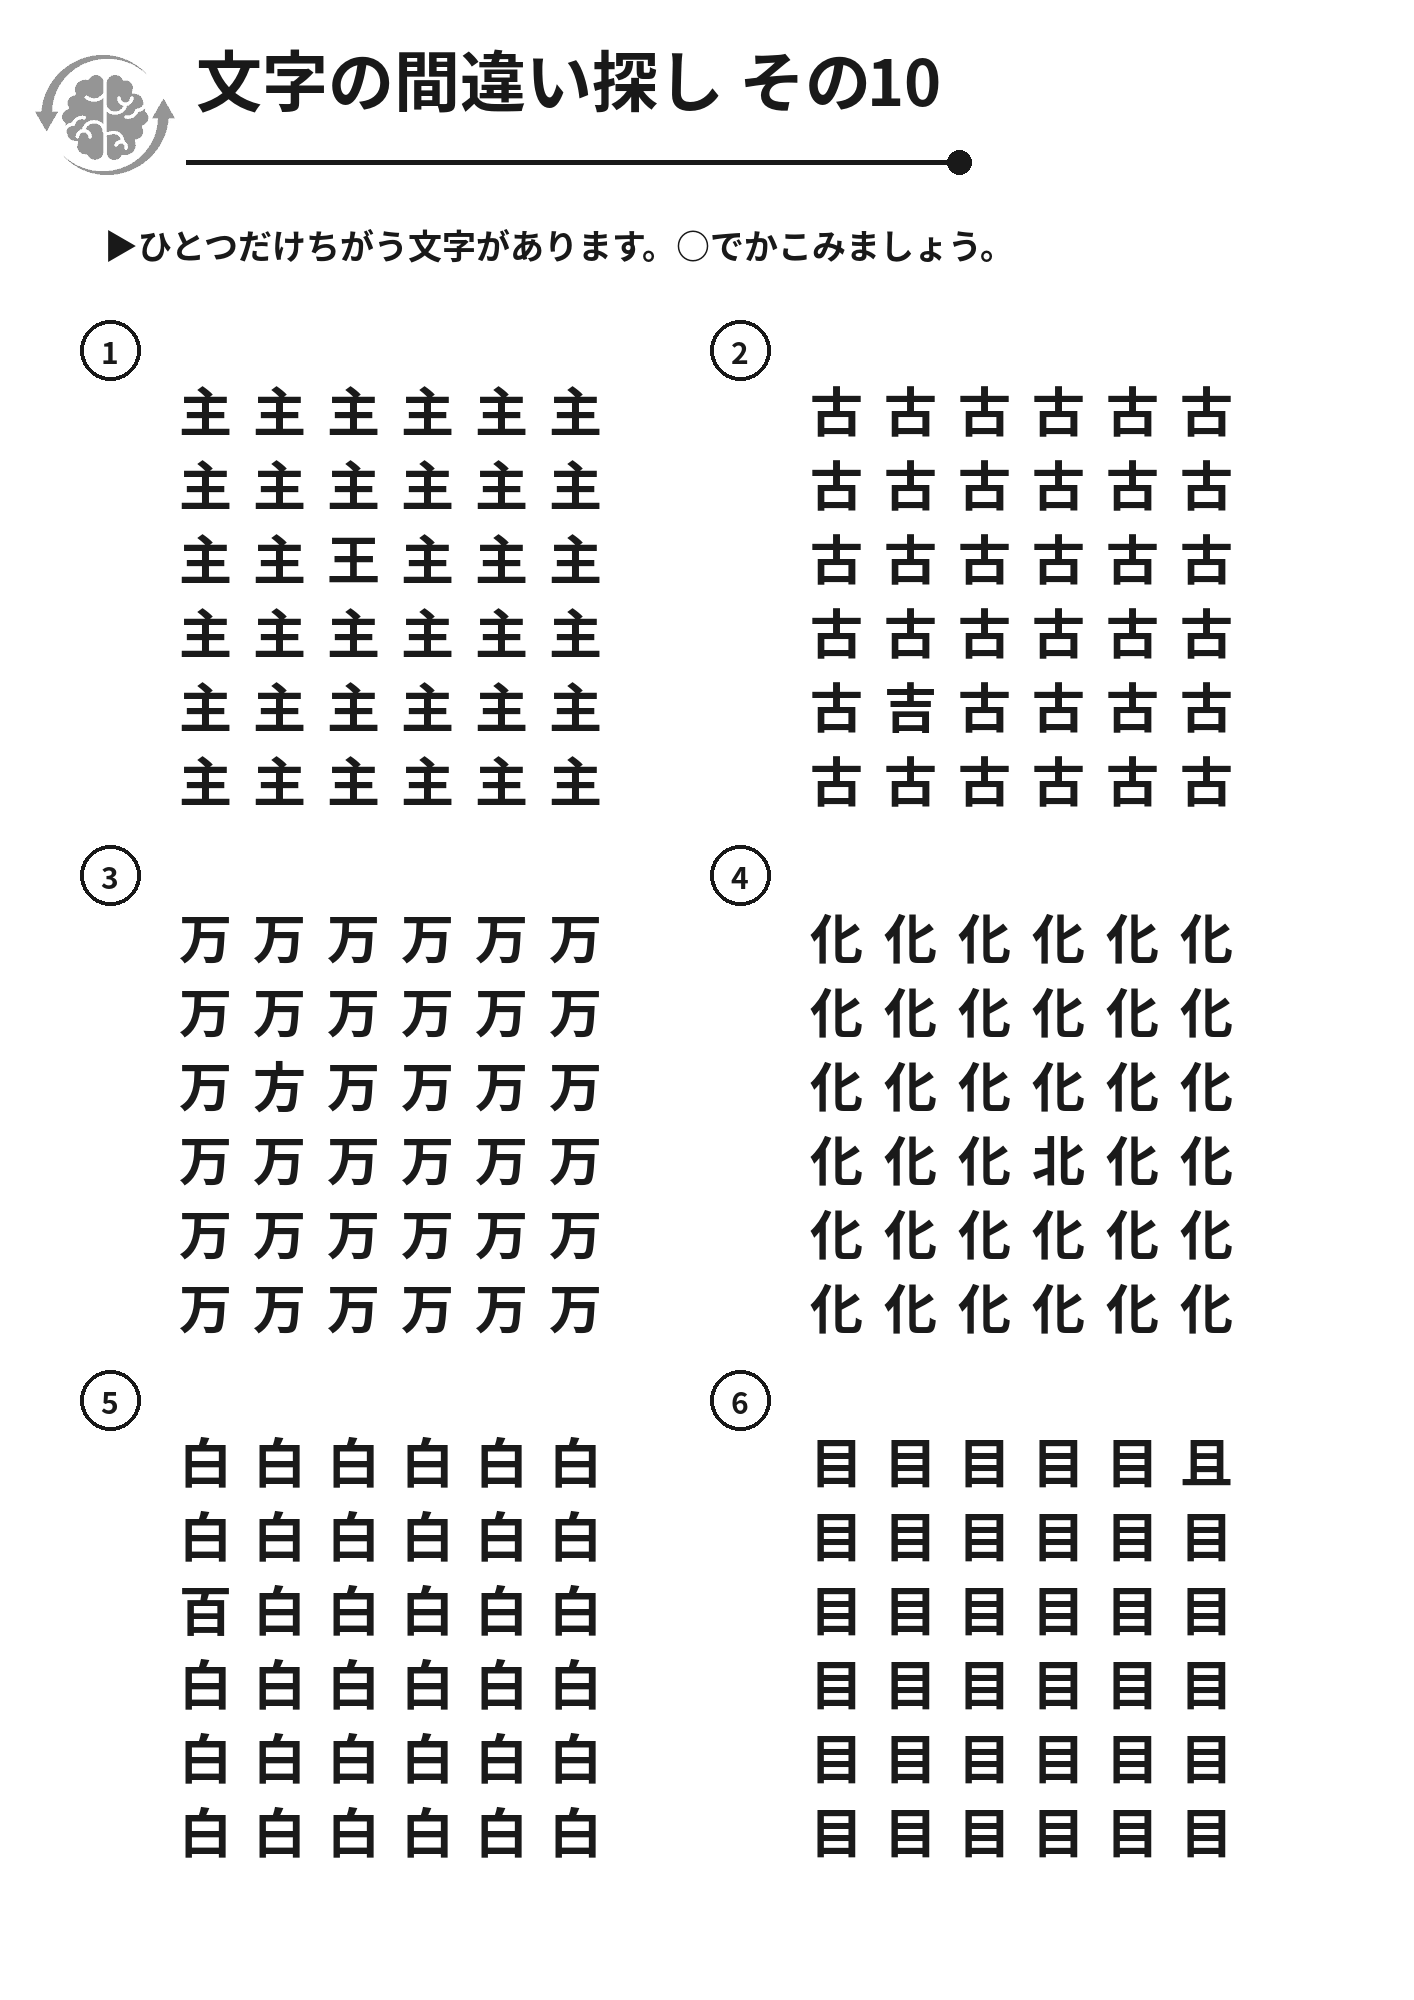 文字の間違い探し その10
▶ひとつだけちがう文字があります。○でかこみましょう。
1
主主主主主主
主主主主主主
主主王主主主
主主主主主主
主主主主主主
主主主主主主
2
古古古古古古
古古古古古古
古古古古古古
古古古古古古
古吉古古古古
古古古古古古
3
万万万万万万
万万万万万万
万方万万万万
万万万万万万
万万万万万万
万万万万万万
4
化化化化化化
化化化化化化
化化化化化化
化化化北化化
化化化化化化
化化化化化化
5
白白白白白白
白白白白白白
百白白白白白
白白白白白白
白白白白白白
白白白白白白
6
目目目目目且
目目目目目目
目目目目目目
目目目目目目
目目目目目目
目目目目目目